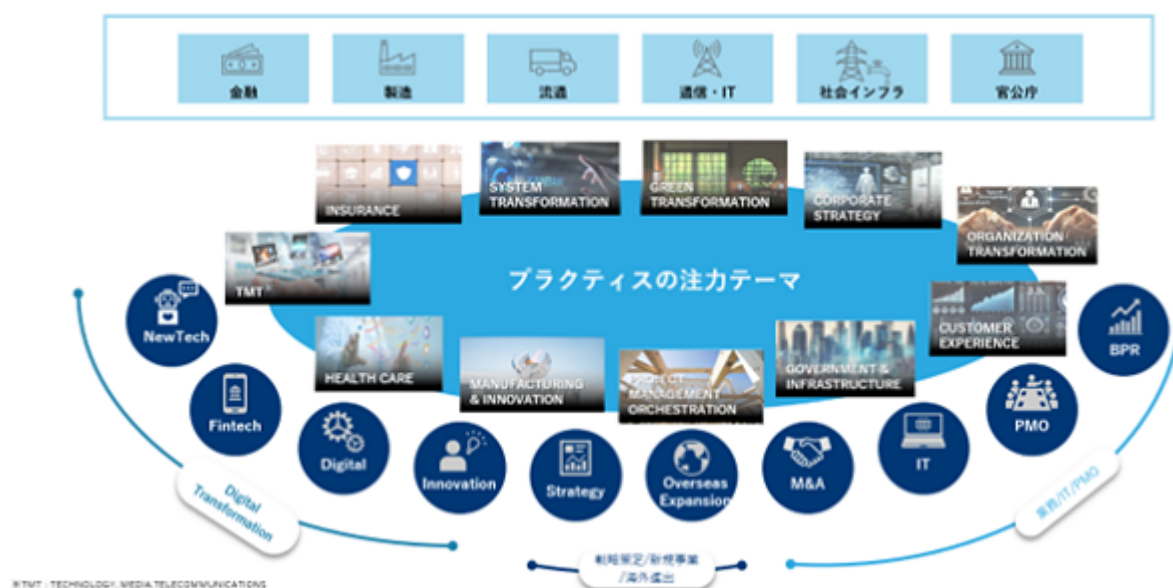 金融
製造
流通
通信・IT
社会インフラ
官公庁
INSURANCE
SYSTEM
TRANSFORMATION
GREEN
TRANSFORMATION
CORPORATE
STRATEGY
ORGANIZATION
TRANSFORMATION
TMT
プラクティスの注力テーマ
CUSTOMER
EXPERIENCE
HEALTH CARE
MANUFACTURING
& INNOVATION
PROJECT
MANAGEMENT
ORCHESTRATION
GOVERNMENT &
INFRASTRUCTURE
NewTech
Fintech
Digital
Innovation
Strategy
Overseas
Expansion
M&A
IT
PMO
BPR
Digital
Transformation
戦略策定/新規事業
/海外進出
業務/IT/PMO
※TMT : TECHNOLOGY, MEDIA, TELECOMMUNICATIONS